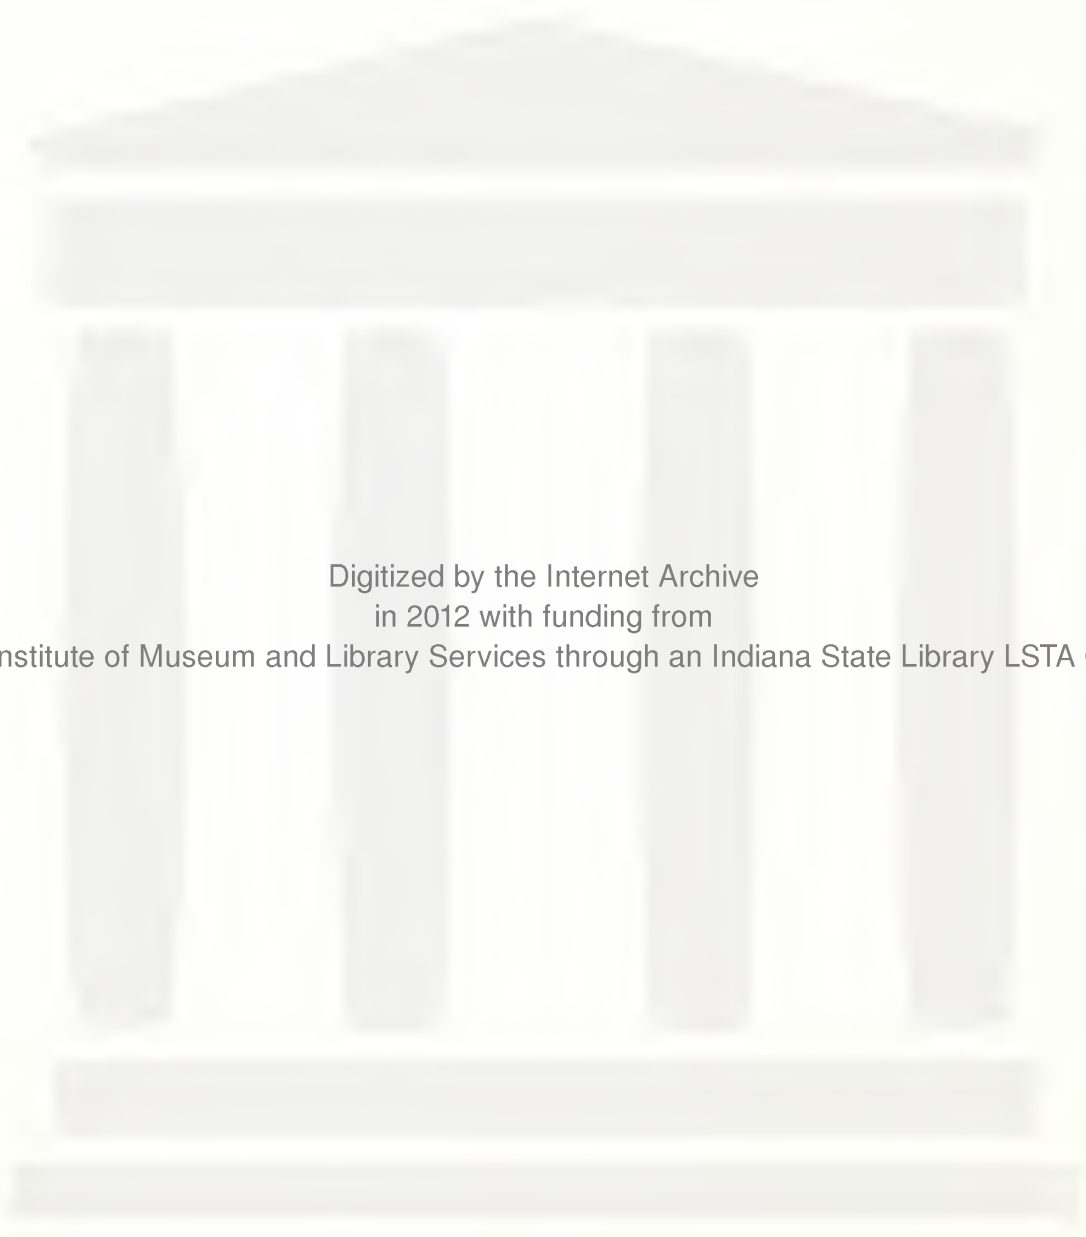 Digitized by the Internet Archive
in 2012 with funding from
nstitute of Museum and Library Services through an Indiana State Library LSTA